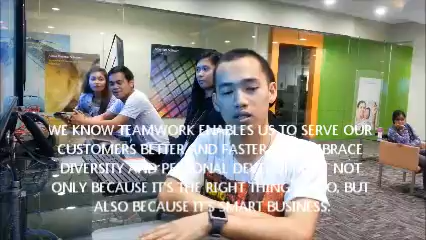 WE KNOW TEAMWORK ENABLES US TO SERVE OUR
CUSTOMERS BETTER AND FASTER. EMBRACE
DIVERSITY AND PERSONAL DEVELOPMENT NOT
ONLY BECAUSE IT'S THE RIGHT THING TO DO, BUT
ALSO BECAUSE IT'S SMART BUSINESS.